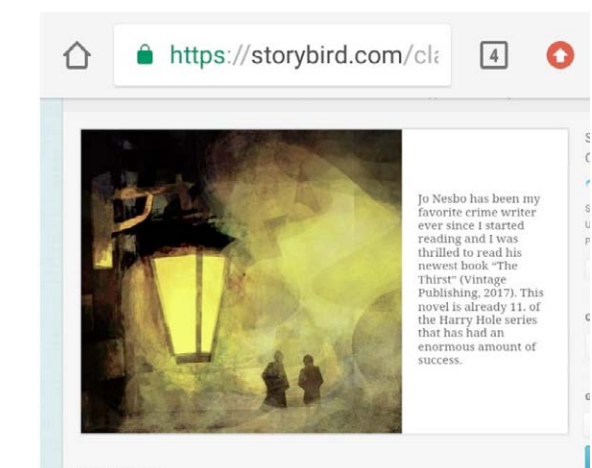 https://storybird.com/cla
4
Jo Nesbo has been my
favorite crime writer
ever since I started
reading and I was
thrilled to read his
newest book “The
Thirst” (Vintage
Publishing, 2017). This
novel is already 11. of
the Harry Hole series
that has had an
enormous amount of
success.